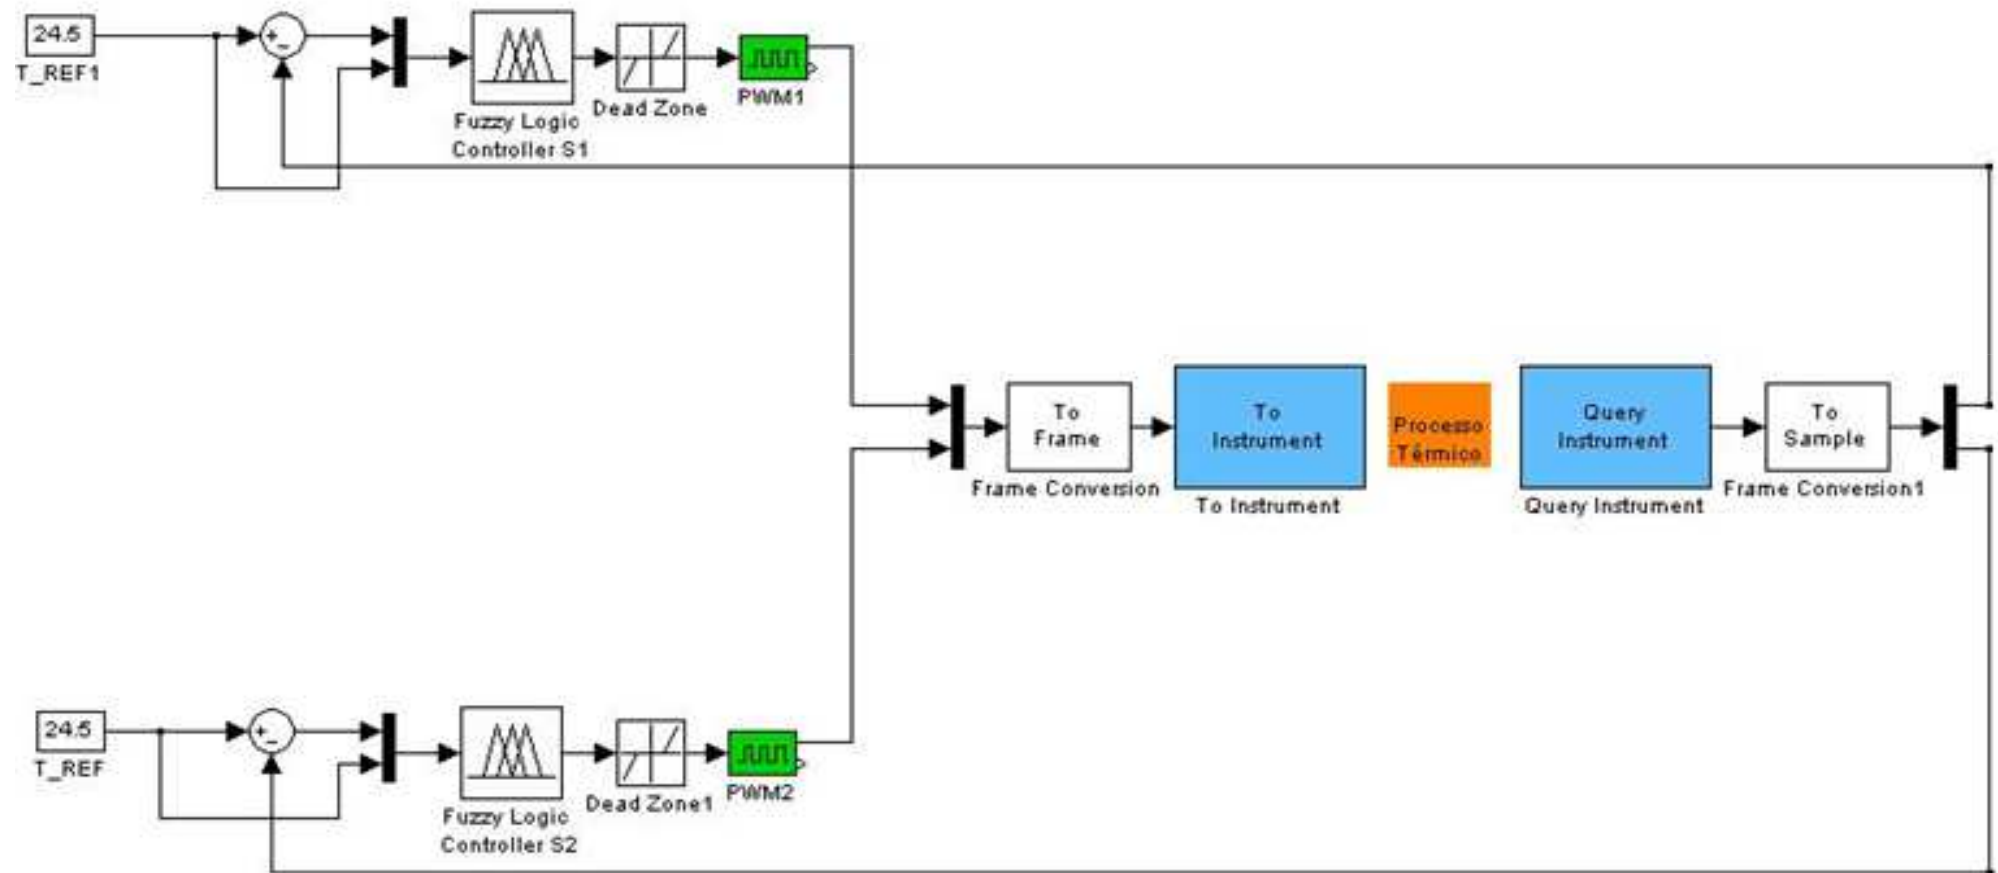 24.5
T_REF1
+
−
Fuzzy Logic
Controller S1
Dead Zone
PWM1
To
Frame
Frame Conversion
To
Instrument
To Instrument
Processo
Térmico
Query
Instrument
Query Instrument
To
Sample
Frame Conversion1
24.5
T_REF
+
−
Fuzzy Logic
Controller S2
Dead Zone1
PWM2